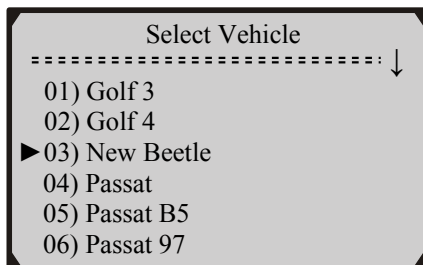 Select Vehicle
01) Golf 3
02) Golf 4
03) New Beetle
04) Passat
05) Passat B5
06) Passat 97